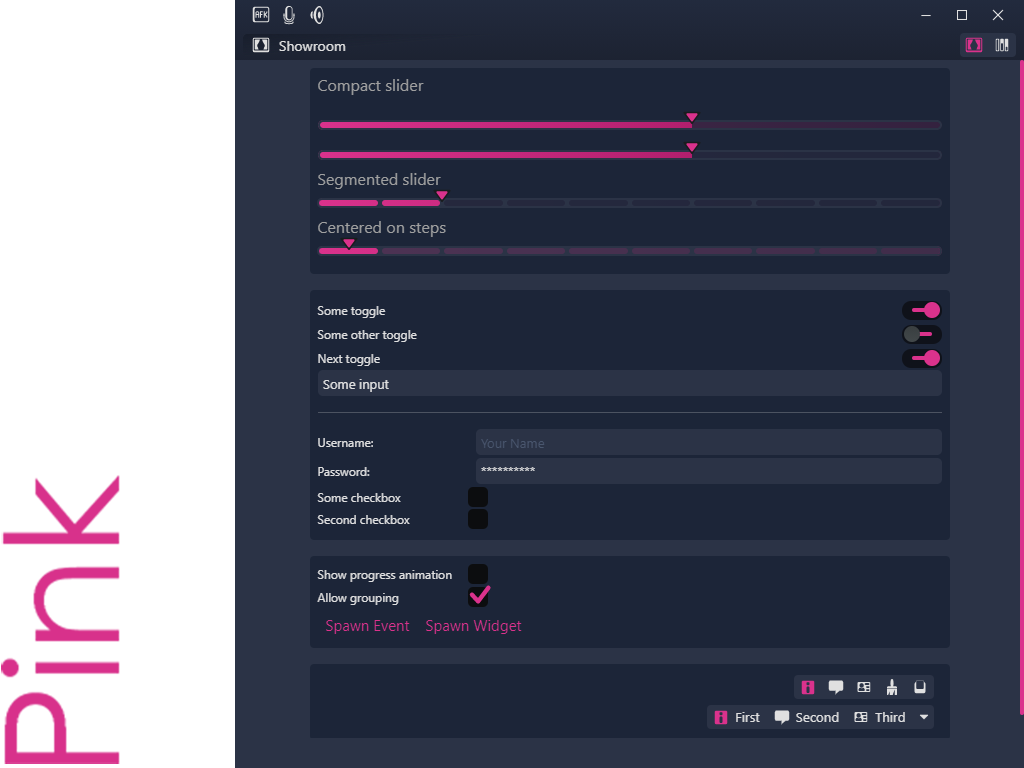 Pink
AFK
Showroom
Compact slider
Segmented slider
Centered on steps
Some toggle
Some other toggle
Next toggle
Some input
Username:
Your Name
Password:
**********
Some checkbox
Second checkbox
Show progress animation
Allow grouping
Spawn Event Spawn Widget
First Second Third